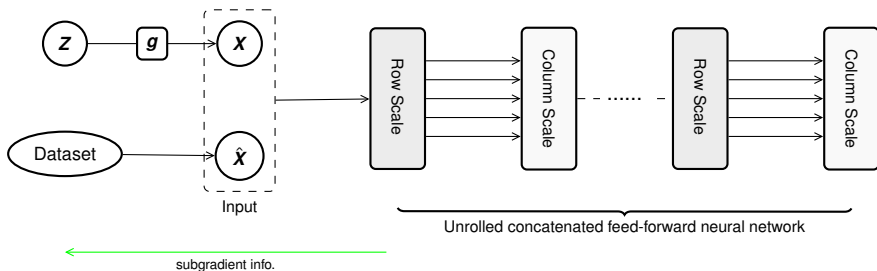 Z
g
X
Dataset
X̂
Input
Row Scale
Column Scale
......
Row Scale
Column Scale
Unrolled concatenated feed-forward neural network
subgradient info.